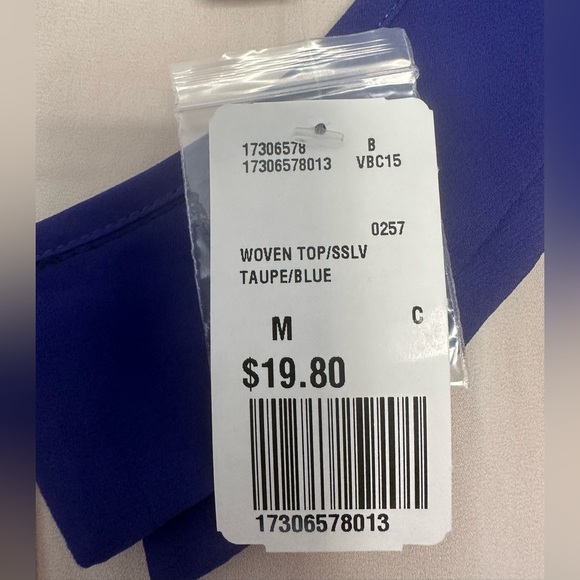 17306578 B
17306578013 VBC15
0257
WOVEN TOP/SSLV
TAUPE/BLUE
M C
$19.80
17306578013